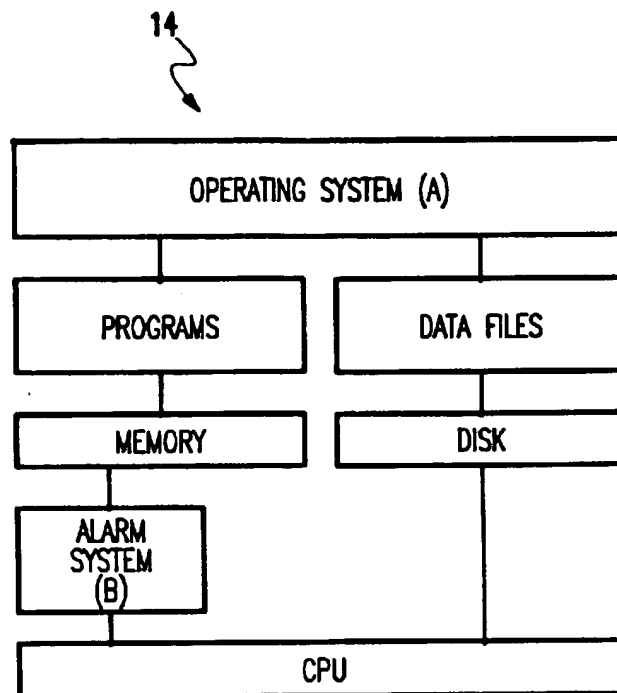 14
OPERATING SYSTEM (A)
PROGRAMS
DATA FILES
MEMORY
DISK
ALARM
SYSTEM
(B)
CPU